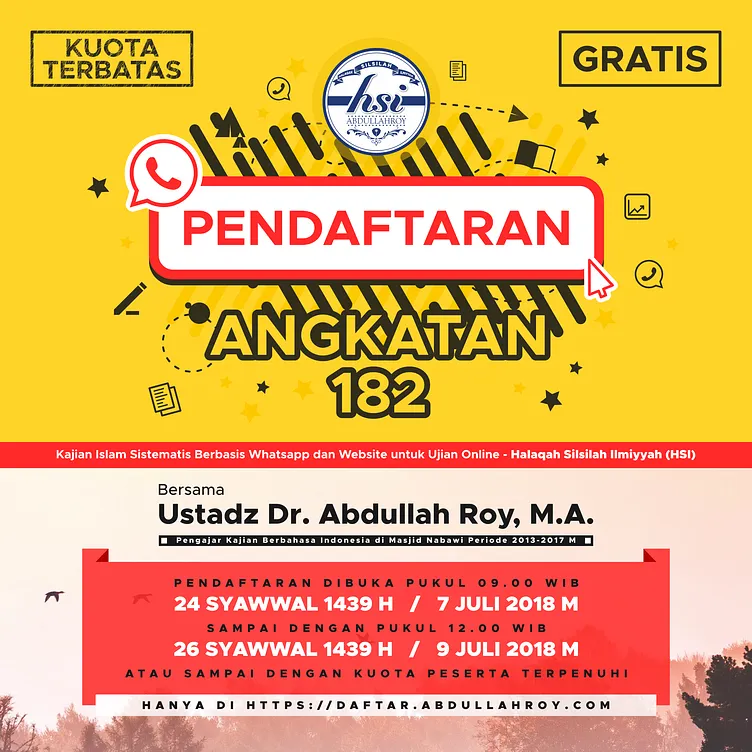 KUOTA
TERBATAS
GRATIS
SILSILAH
hsi
ABDULLAHROY
PENDAFTARAN
ANGKATAN
182
Kajian Islam Sistematis Berbasis Whatsapp dan Website untuk Ujian Online - Halaqah Silsilah Ilmiyyah (HSI)
Bersama
Ustadz Dr. Abdullah Roy, M.A.
Pengajar Kajian Berbahasa Indonesia di Masjid Nabawi Periode 2013-2017 M
PENDAFTARAN DIBUKA PUKUL 09.00 WIB
24 SYAWWAL 1439 H / 7 JULI 2018 M
SAMPAI DENGAN PUKUL 12.00 WIB
26 SYAWWAL 1439 H / 9 JULI 2018 M
ATAU SAMPAI DENGAN KUOTA PESERTA TERPENUHI
HANYA DI HTTPS://DAFTAR.ABDULLAHROY.COM